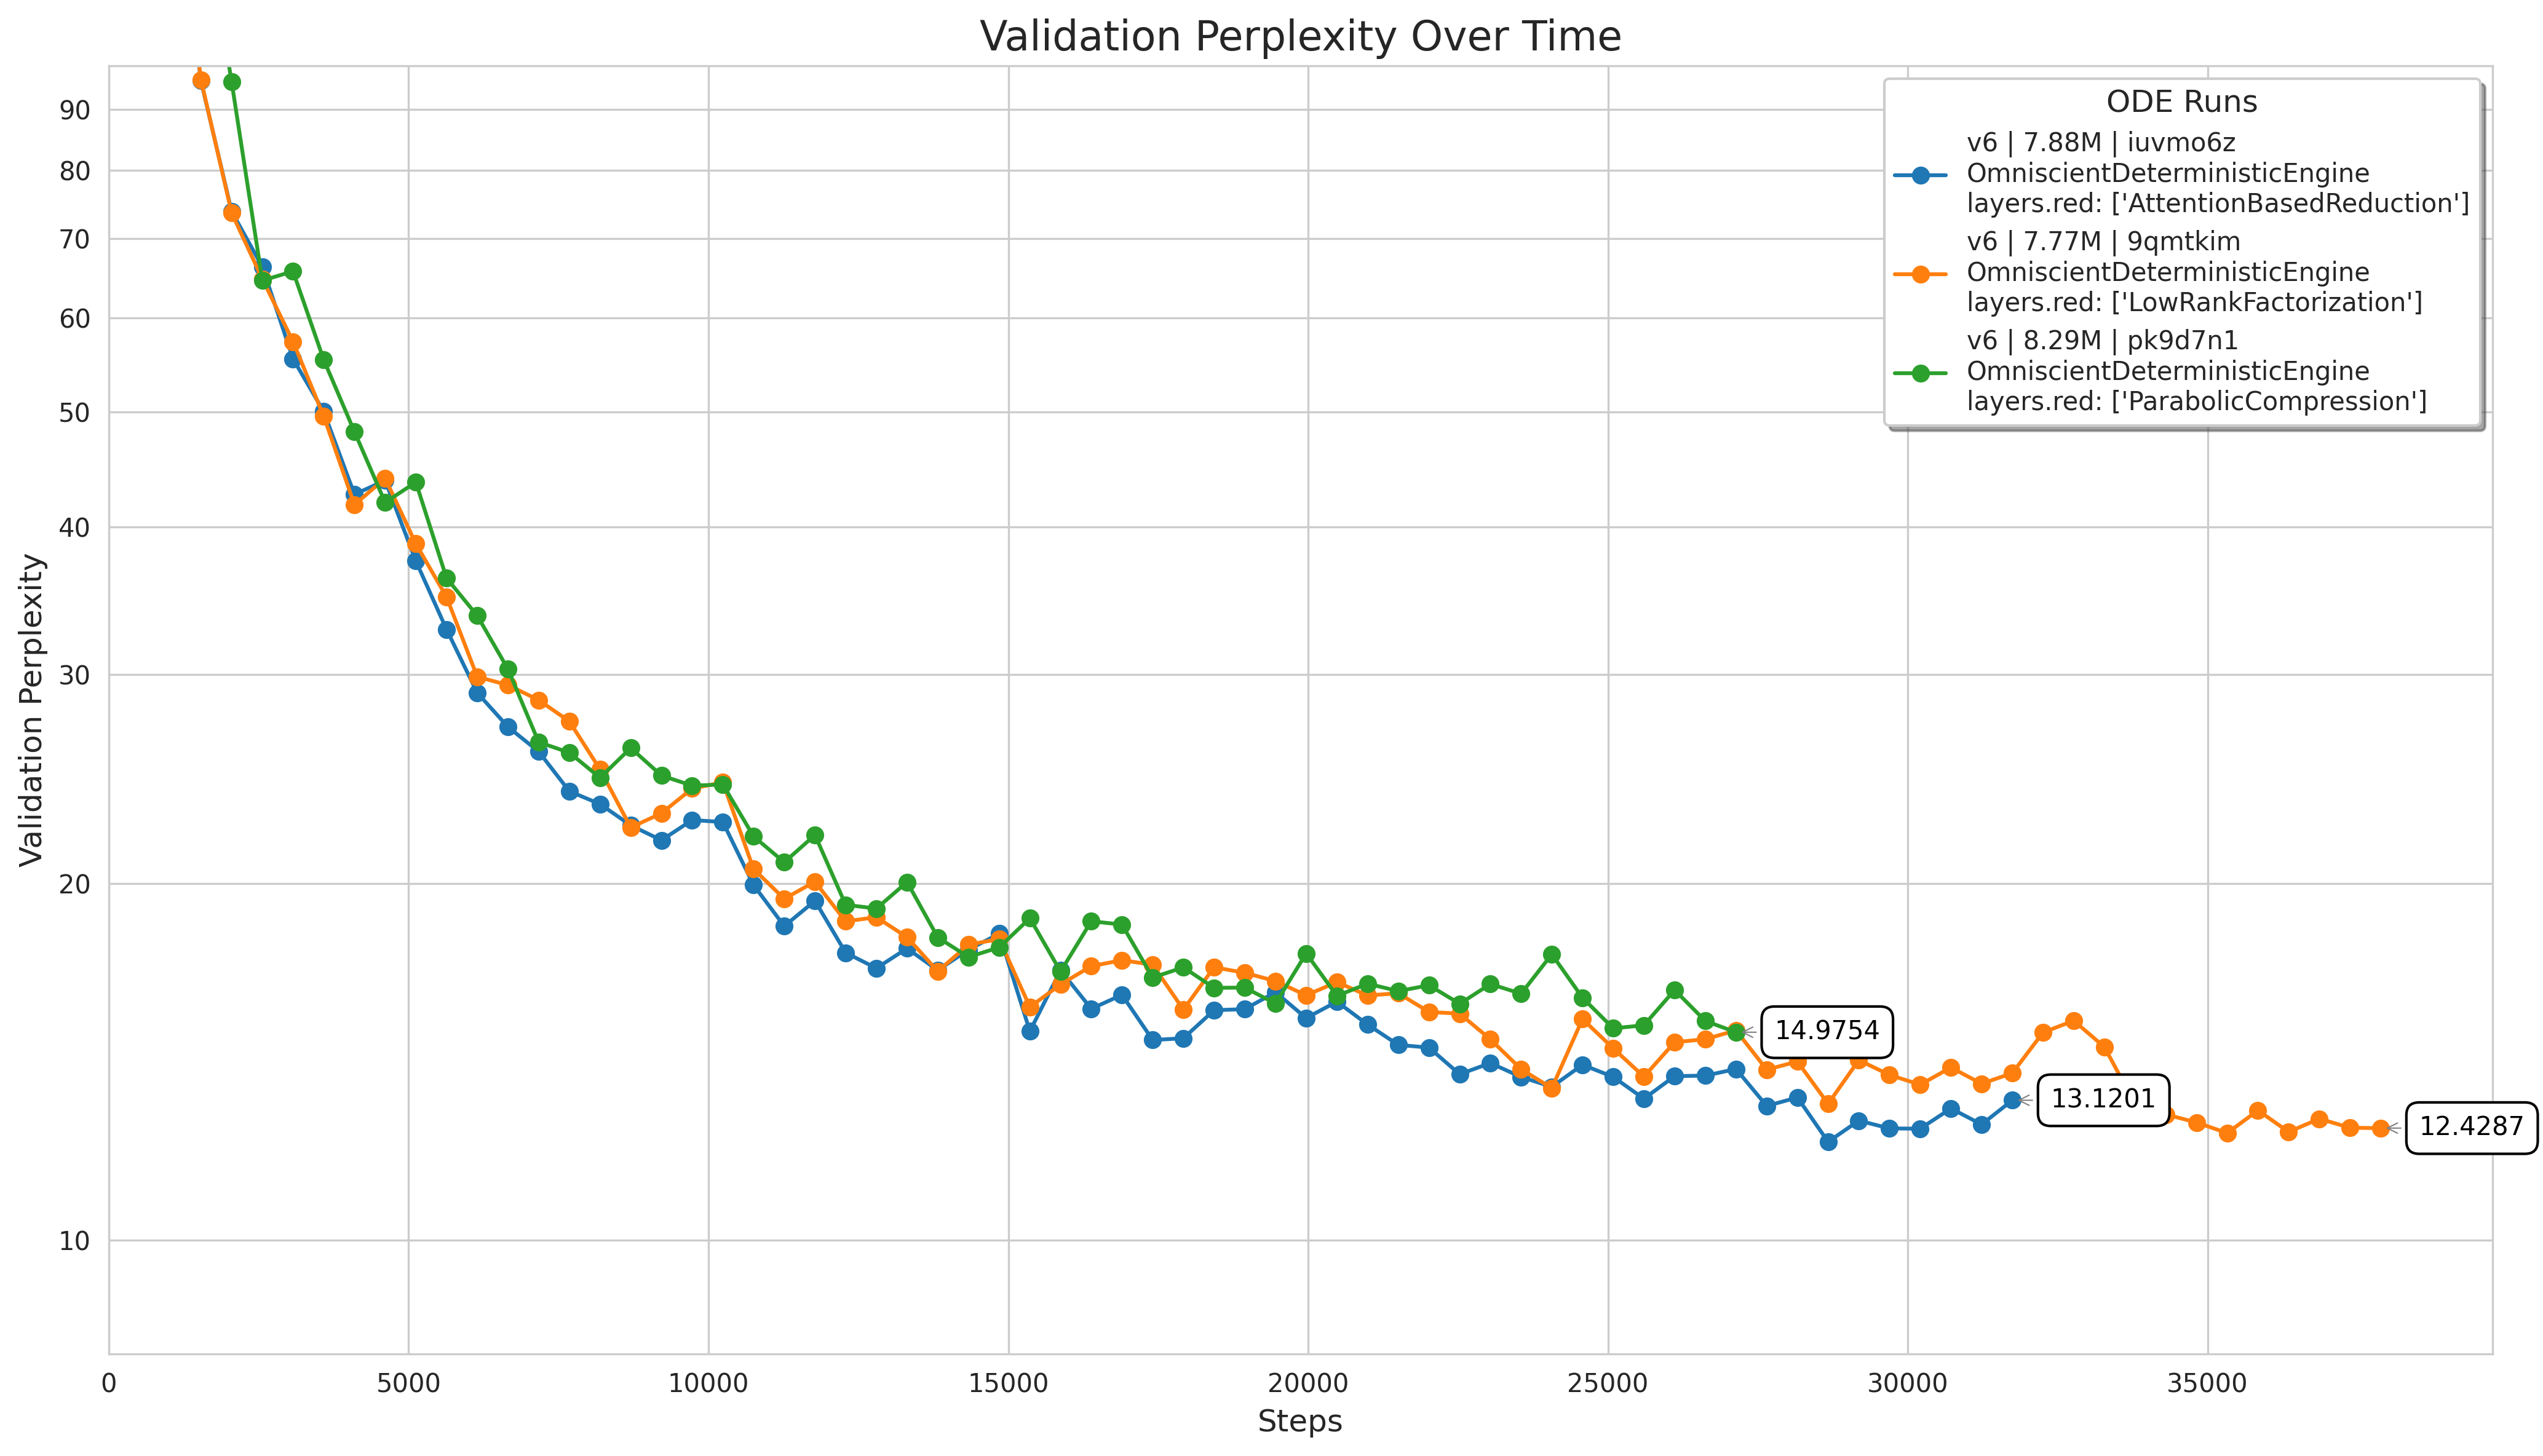 Validation Perplexity Over Time
Validation Perplexity
90
80
70
60
50
40
30
20
10
ODE Runs
v6 | 7.88M | iuvmo6z
OmniscientDeterministicEngine
layers.red: ['AttentionBasedReduction']
v6 | 7.77M | 9qmtkim
OmniscientDeterministicEngine
layers.red: ['LowRankFactorization']
v6 | 8.29M | pk9d7n1
OmniscientDeterministicEngine
layers.red: ['ParabolicCompression']
14.9754
13.1201
12.4287
0 5000 10000 15000 20000 25000 30000 35000
Steps